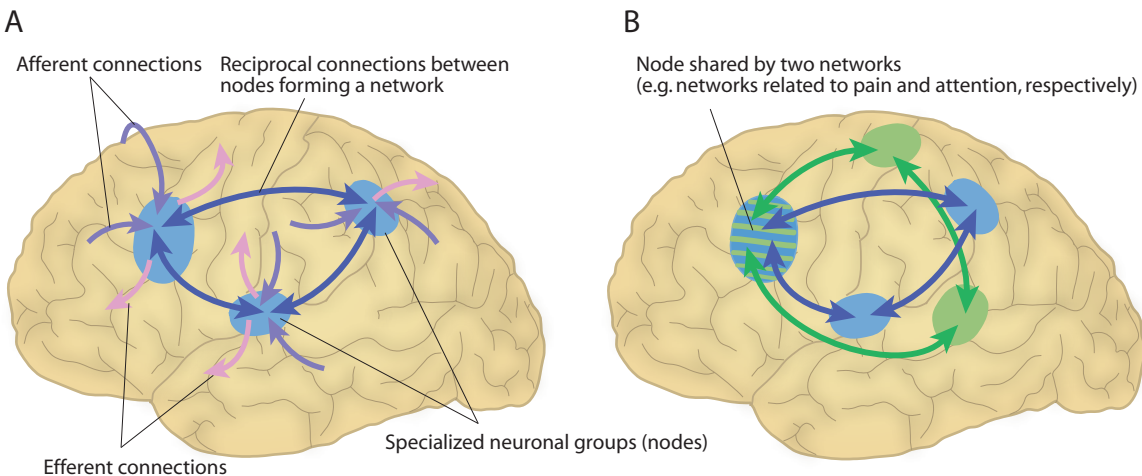 A
Afferent connections
Reciprocal connections between
nodes forming a network
Specialized neuronal groups (nodes)
Efferent connections
B
Node shared by two networks
(e.g. networks related to pain and attention, respectively)